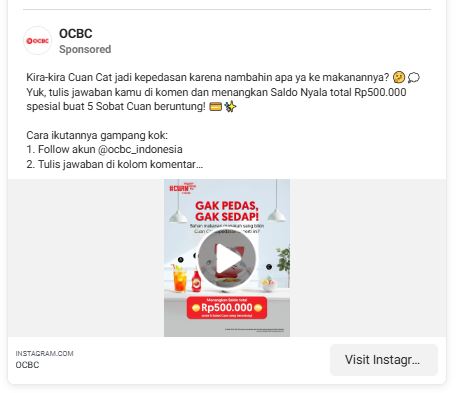 OCBC
OCBC
Sponsored
Kira-kira Cuan Cat jadi kepedasan karena nambahin apa ya ke makanannya? 🤔💭
Yuk, tulis jawaban kamu di komen dan menangkan Saldo Nyala total Rp500.000
spesial buat 5 Sobat Cuan beruntung! 💳✨
Cara ikutannya gampang kok:
1. Follow akun @ocbc_indonesia
2. Tulis jawaban di kolom komentar...
#CUAN
GAK PEDAS,
GAK SEDAP!
Menangkan Saldo total
Rp500.000
INSTAGRAM.COM
OCBC
Visit Instagr...